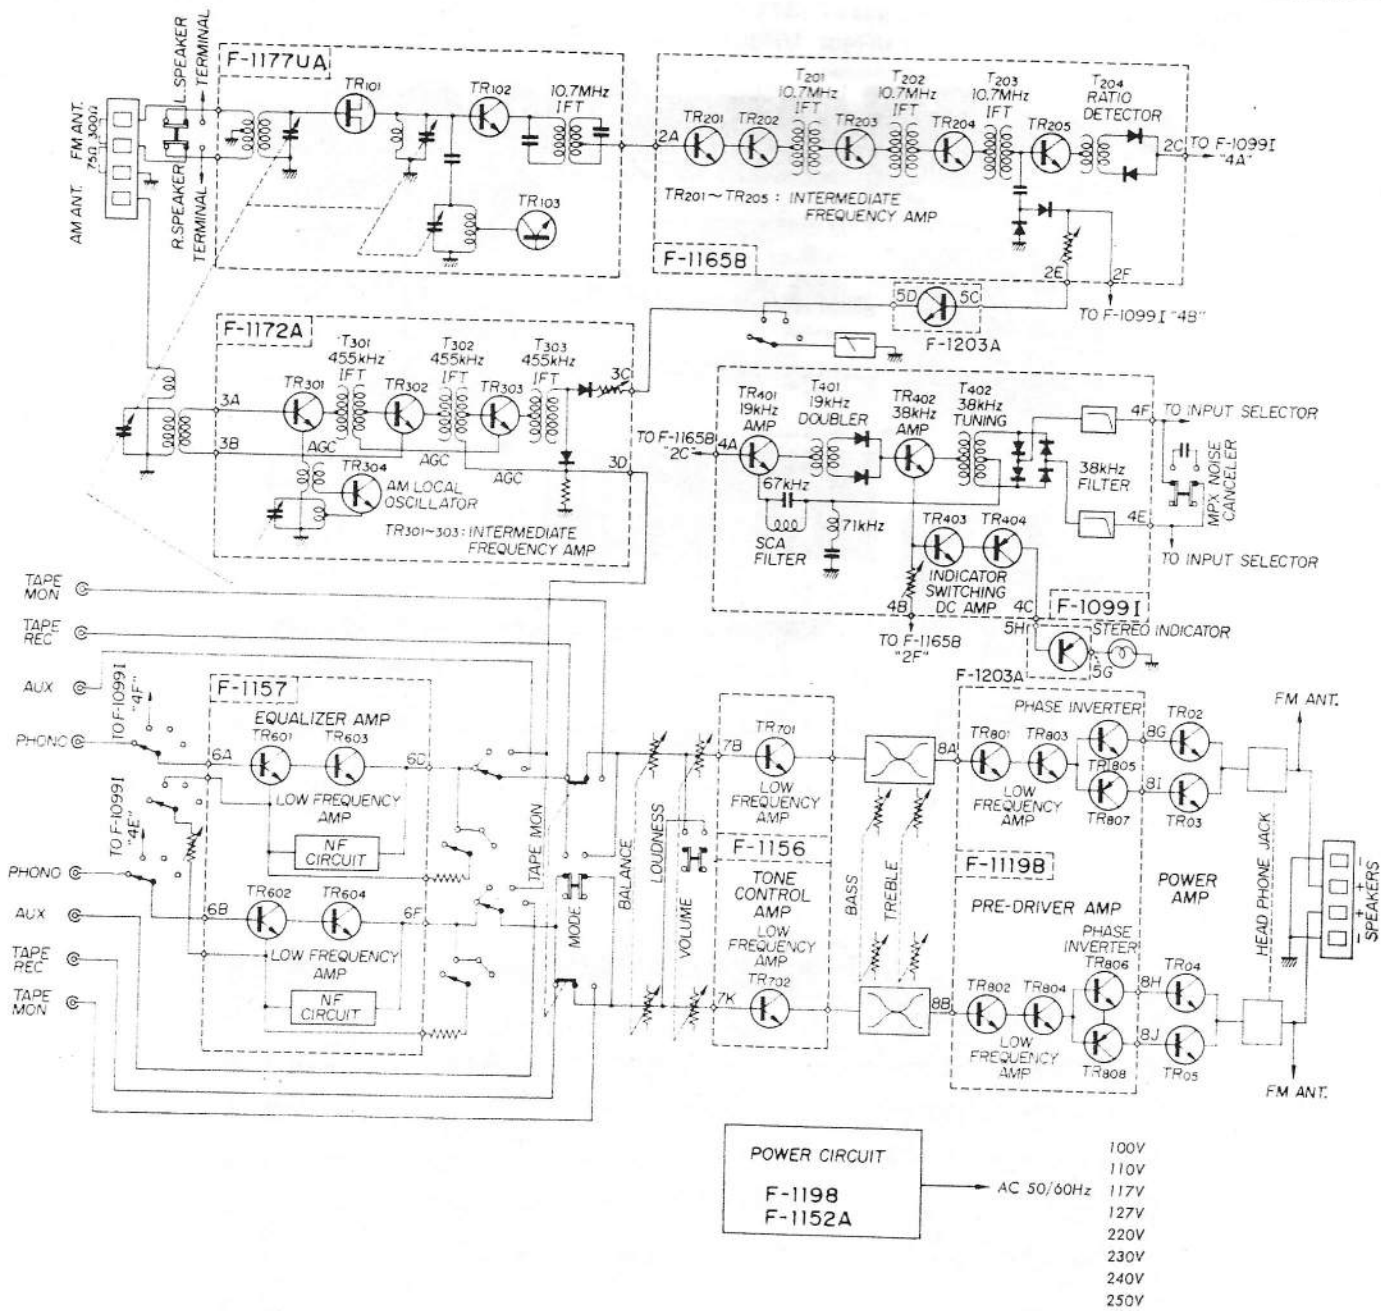 L.SPEAKER
TERMINAL
R.SPEAKER
TERMINAL
FM ANT.
300Ω
75Ω
AM ANT.
F-1177UA
TR101
TR102
10.7MHz
IFT
TR103
2A
TR201
TR202
T201
10.7MHz
IFT
TR203
T202
10.7MHz
IFT
TR204
T203
10.7MHz
IFT
TR205
T204
RATIO
DETECTOR
2C
TO F-1099I
"4A"
TR201~TR205 : INTERMEDIATE
FREQUENCY AMP
F-1165B
2E
2F
TO F-1099I "4B"
5D
5C
F-1203A
F-1172A
T301
455kHz
IFT
T302
455kHz
IFT
T303
455kHz
IFT
3C
TR301
TR302
TR303
3A
3B
AGC
AGC
AGC
3D
TR304
AM LOCAL
OSCILLATOR
TR301~303 : INTERMEDIATE
FREQUENCY AMP
TR401
19kHz
AMP
T401
19kHz
DOUBLER
TR402
38kHz
AMP
T402
38kHz
TUNING
TO F-1165B
"2C"
4A
4F
TO INPUT SELECTOR
67kHz
SCA
FILTER
71kHz
38kHz
FILTER
MPX NOISE
CANCELER
4E
TO INPUT SELECTOR
TR403
TR404
INDICATOR
SWITCHING
DC AMP
4B
4C
F-1099I
TO F-1165B
"2F"
5H
STEREO INDICATOR
5G
F-1203A
TAPE
MON
TAPE
REC
AUX
PHONO
TO F-1099I
"4F"
TO F-1099I
"4E"
PHONO
AUX
TAPE
REC
TAPE
MON
F-1157
EQUALIZER AMP
TR601
TR603
6A
6C
LOW FREQUENCY
AMP
NF
CIRCUIT
TR602
TR604
6B
6F
LOW FREQUENCY
AMP
NF
CIRCUIT
TAPE MON
MODE
BALANCE
LOUDNESS
VOLUME
7B
TR701
LOW
FREQUENCY
AMP
F-1156
TONE
CONTROL
AMP
LOW
FREQUENCY
AMP
TR702
7K
BASS
TREBLE
8A
8B
TR801
TR803
PHASE INVERTER
TR805
TR807
LOW
FREQUENCY
AMP
F-1119B
PRE-DRIVER AMP
PHASE
INVERTER
TR802
TR804
TR806
TR808
LOW
FREQUENCY
AMP
8G
8I
8H
8J
TR02
TR03
TR04
TR05
POWER
AMP
FM ANT.
HEAD PHONE JACK
SPEAKERS
− + + −
FM ANT.
POWER CIRCUIT
F-1198
F-1152A
AC 50/60Hz
100V
110V
117V
127V
220V
230V
240V
250V